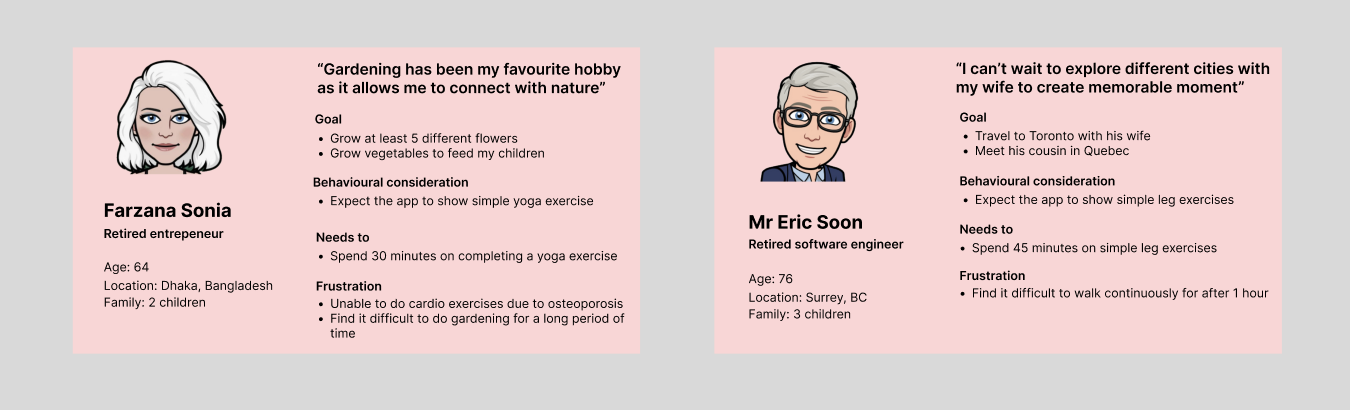 Farzana Sonia
Retired entrepeneur
Age: 64
Location: Dhaka, Bangladesh
Family: 2 children
“Gardening has been my favourite hobby
as it allows me to connect with nature”
Goal
• Grow at least 5 different flowers
• Grow vegetables to feed my children
Behavioural consideration
• Expect the app to show simple yoga exercise
Needs to
• Spend 30 minutes on completing a yoga exercise
Frustration
• Unable to do cardio exercises due to osteoporosis
• Find it difficult to do gardening for a long period of
time
Mr Eric Soon
Retired software engineer
Age: 76
Location: Surrey, BC
Family: 3 children
“I can’t wait to explore different cities with
my wife to create memorable moment”
Goal
• Travel to Toronto with his wife
• Meet his cousin in Quebec
Behavioural consideration
• Expect the app to show simple leg exercises
Needs to
• Spend 45 minutes on simple leg exercises
Frustration
• Find it difficult to walk continuously for after 1 hour